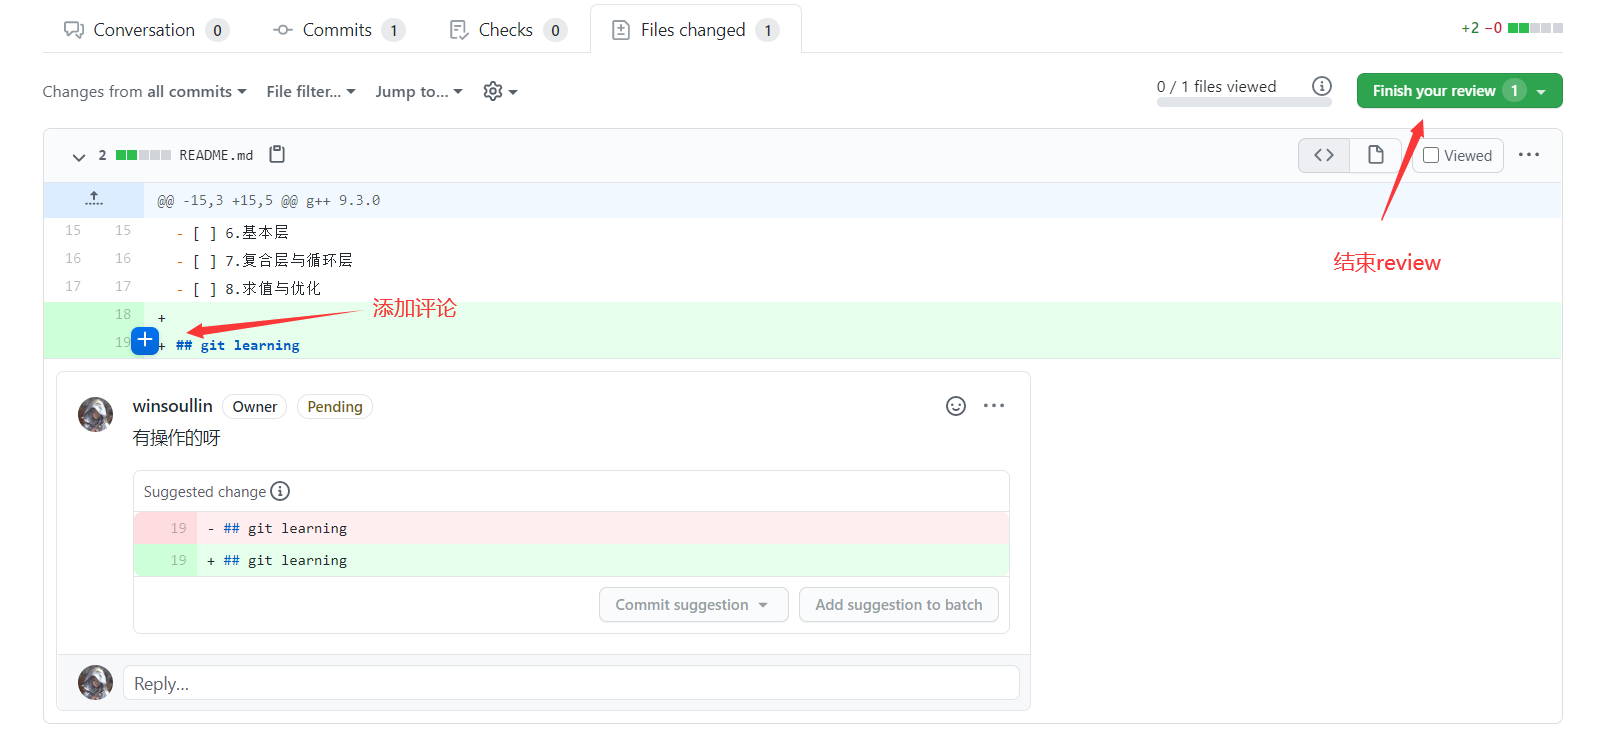 Conversation 0 Commits 1 Checks 0 Files changed 1 +2 −0
Changes from all commits File filter... Jump to... 0 / 1 files viewed Finish your review 1
2 README.md Viewed
@@ -15,3 +15,5 @@ g++ 9.3.0
15 15 - [ ] 6.基本层
16 16 - [ ] 7.复合层与循环层
结束review
17 17 - [ ] 8.求值与优化
添加评论
18 +
19 + ## git learning
winsoullin Owner Pending
有操作的呀
Suggested change
19 - ## git learning
19 + ## git learning
Commit suggestion Add suggestion to batch
Reply...